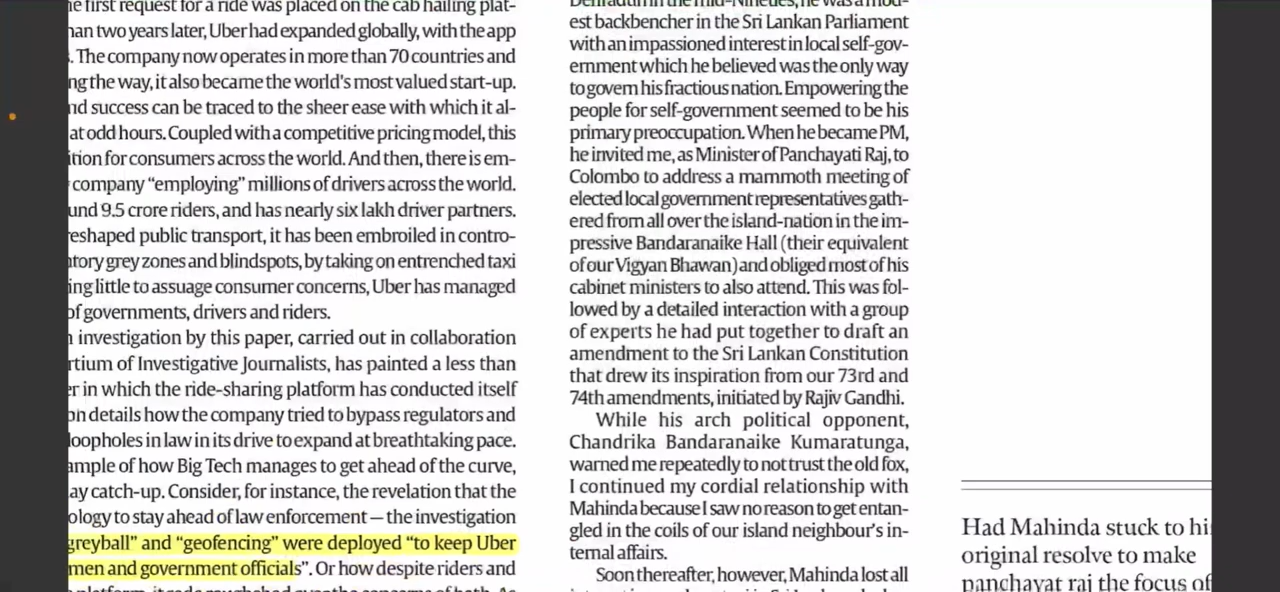 he first request for a ride was placed on the cab hailing plat-
han two years later, Uber had expanded globally, with the app
s. The company now operates in more than 70 countries and
ng the way, it also became the world's most valued start-up.
nd success can be traced to the sheer ease with which it al-
at odd hours. Coupled with a competitive pricing model, this
ition for consumers across the world. And then, there is em-
company "employing" millions of drivers across the world.
und 9.5 crore riders, and has nearly six lakh driver partners.
reshaped public transport, it has been embroiled in contro-
atory grey zones and blindspots, by taking on entrenched taxi
ing little to assuage consumer concerns, Uber has managed
of governments, drivers and riders.
n investigation by this paper, carried out in collaboration
rtium of Investigative Journalists, has painted a less than
er in which the ride-sharing platform has conducted itself
on details how the company tried to bypass regulators and
loopholes in law in its drive to expand at breathtaking pace.
ample of how Big Tech manages to get ahead of the curve,
ay catch-up. Consider, for instance, the revelation that the
ology to stay ahead of law enforcement — the investigation
greyball" and "geofencing" were deployed "to keep Uber
men and government officials". Or how despite riders and
Dehradun in the mid-Nineties, he was a mod-
est backbencher in the Sri Lankan Parliament
with an impassioned interest in local self-gov-
ernment which he believed was the only way
to govern his fractious nation. Empowering the
people for self-government seemed to be his
primary preoccupation. When he became PM,
he invited me, as Minister of Panchayati Raj, to
Colombo to address a mammoth meeting of
elected local government representatives gath-
ered from all over the island-nation in the im-
pressive Bandaranaike Hall (their equivalent
of our Vigyan Bhawan) and obliged most of his
cabinet ministers to also attend. This was fol-
lowed by a detailed interaction with a group
of experts he had put together to draft an
amendment to the Sri Lankan Constitution
that drew its inspiration from our 73rd and
74th amendments, initiated by Rajiv Gandhi.
While his arch political opponent,
Chandrika Bandaranaike Kumaratunga,
warned me repeatedly to not trust the old fox,
I continued my cordial relationship with
Mahinda because I saw no reason to get entan-
gled in the coils of our island neighbour's in-
ternal affairs.
Soon thereafter, however, Mahinda lost all
Had Mahinda stuck to his
original resolve to make
panchayat raj the focus of